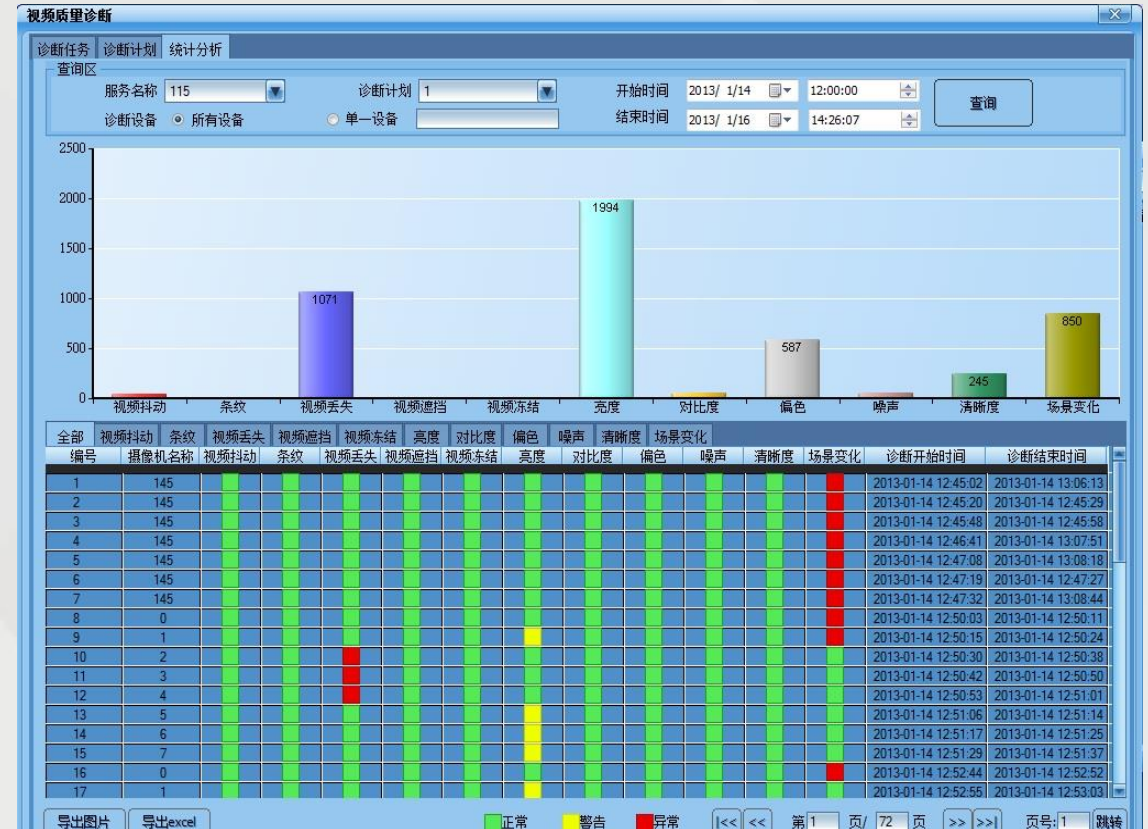 视频质量诊断
诊断任务 诊断计划 统计分析
查询区
服务名称 115 诊断计划 1 开始时间 2013/ 1/14 12:00:00 查询
诊断设备 所有设备 单一设备 结束时间 2013/ 1/16 14:26:07
2500
2000
1994
1500
1000
1071
850
500
587
245
0
视频抖动 条纹 视频丢失 视频遮挡 视频冻结 亮度 对比度 偏色 噪声 清晰度 场景变化
全部 视频抖动 条纹 视频丢失 视频遮挡 视频冻结 亮度 对比度 偏色 噪声 清晰度 场景变化
编号 摄像机名称 视频抖动 条纹 视频丢失 视频遮挡 视频冻结 亮度 对比度 偏色 噪声 清晰度 场景变化 诊断开始时间 诊断结束时间
1 145 2013-01-14 12:45:02 2013-01-14 13:06:13
2 145 2013-01-14 12:45:20 2013-01-14 12:45:29
3 145 2013-01-14 12:45:48 2013-01-14 12:45:58
4 145 2013-01-14 12:46:41 2013-01-14 13:07:51
5 145 2013-01-14 12:47:08 2013-01-14 13:08:18
6 145 2013-01-14 12:47:19 2013-01-14 12:47:27
7 145 2013-01-14 12:47:32 2013-01-14 13:08:44
8 0 2013-01-14 12:50:03 2013-01-14 12:50:11
9 1 2013-01-14 12:50:15 2013-01-14 12:50:24
10 2 2013-01-14 12:50:30 2013-01-14 12:50:38
11 3 2013-01-14 12:50:42 2013-01-14 12:50:50
12 4 2013-01-14 12:50:53 2013-01-14 12:51:01
13 5 2013-01-14 12:51:06 2013-01-14 12:51:14
14 6 2013-01-14 12:51:17 2013-01-14 12:51:25
15 7 2013-01-14 12:51:29 2013-01-14 12:51:37
16 0 2013-01-14 12:52:44 2013-01-14 12:52:52
17 1 2013-01-14 12:52:55 2013-01-14 12:53:03
导出图片 导出excel 正常 警告 异常 |<< << 第 1 页/ 72 页 >> >>| 页号: 1 跳转